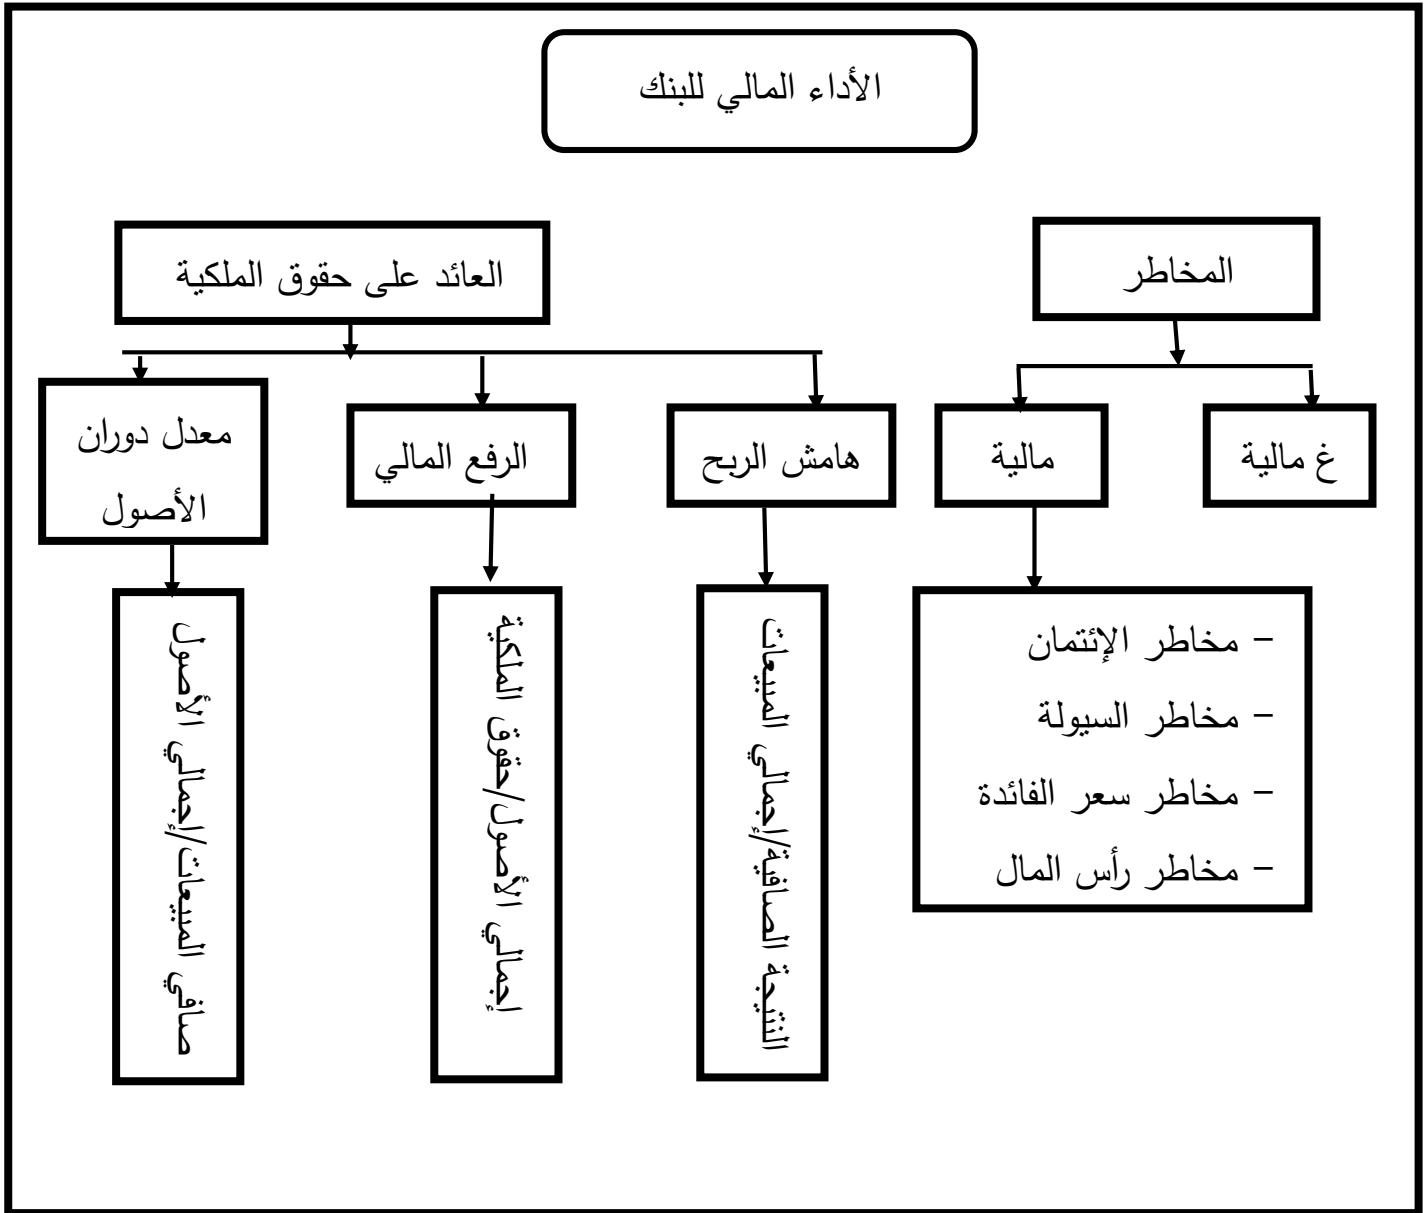 الأداء المالي للبنك
المخاطر
العائد على حقوق الملكية
غ مالية
مالية
هامش الربح
الرفع المالي
معدل دوران
الأصول
- مخاطر الإئتمان
- مخاطر السيولة
- مخاطر سعر الفائدة
- مخاطر رأس المال
النتيجة الصافية/إجمالي المبيعات
إجمالي الأصول/حقوق الملكية
صافي المبيعات/إجمالي الأصول